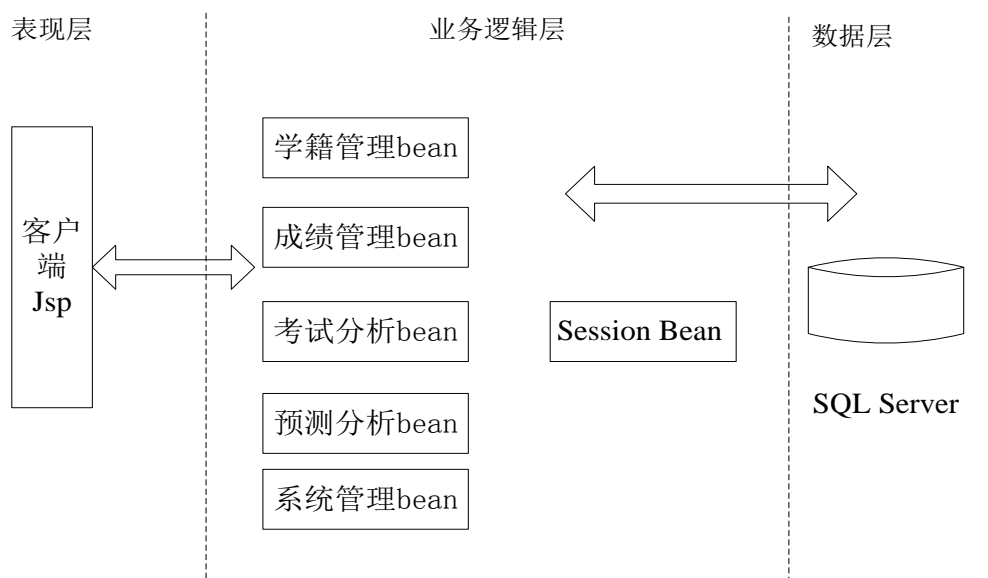 表现层
业务逻辑层
数据层
客户
端
Jsp
学籍管理bean
成绩管理bean
考试分析bean
预测分析bean
系统管理bean
Session Bean
SQL Server